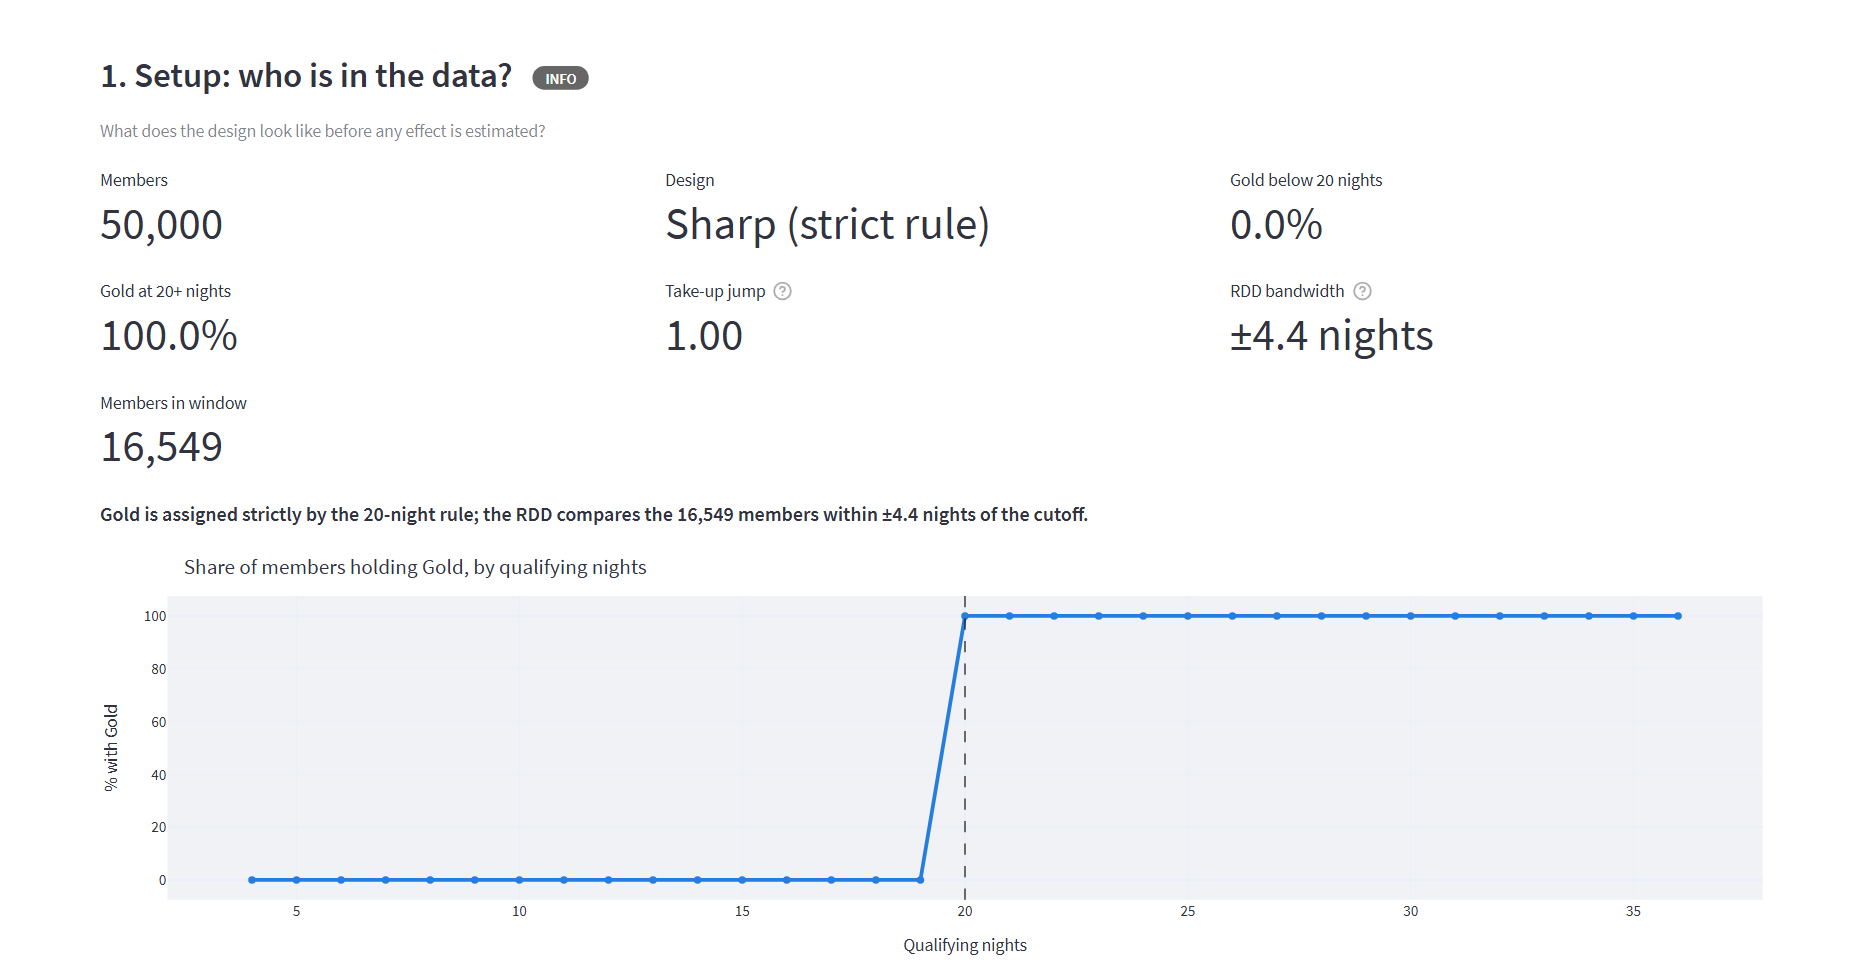 1. Setup: who is in the data? INFO
What does the design look like before any effect is estimated?
Members
50,000
Design
Sharp (strict rule)
Gold below 20 nights
0.0%
Gold at 20+ nights
100.0%
Take-up jump ?
1.00
RDD bandwidth ?
±4.4 nights
Members in window
16,549
Gold is assigned strictly by the 20-night rule; the RDD compares the 16,549 members within ±4.4 nights of the cutoff.
Share of members holding Gold, by qualifying nights
% with Gold
100
80
60
40
20
0
5 10 15 20 25 30 35
Qualifying nights